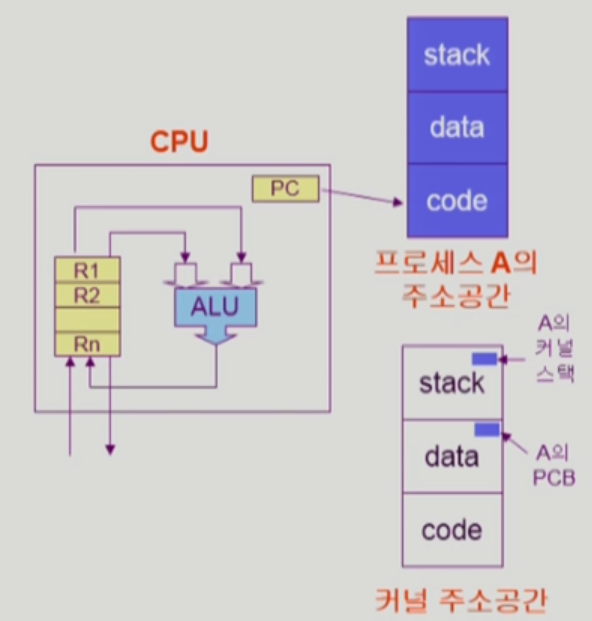 stack
data
code
CPU
PC
R1
R2
Rn
ALU
프로세스 A의
주소공간
stack
data
code
A의
커널
스택
A의
PCB
커널 주소공간